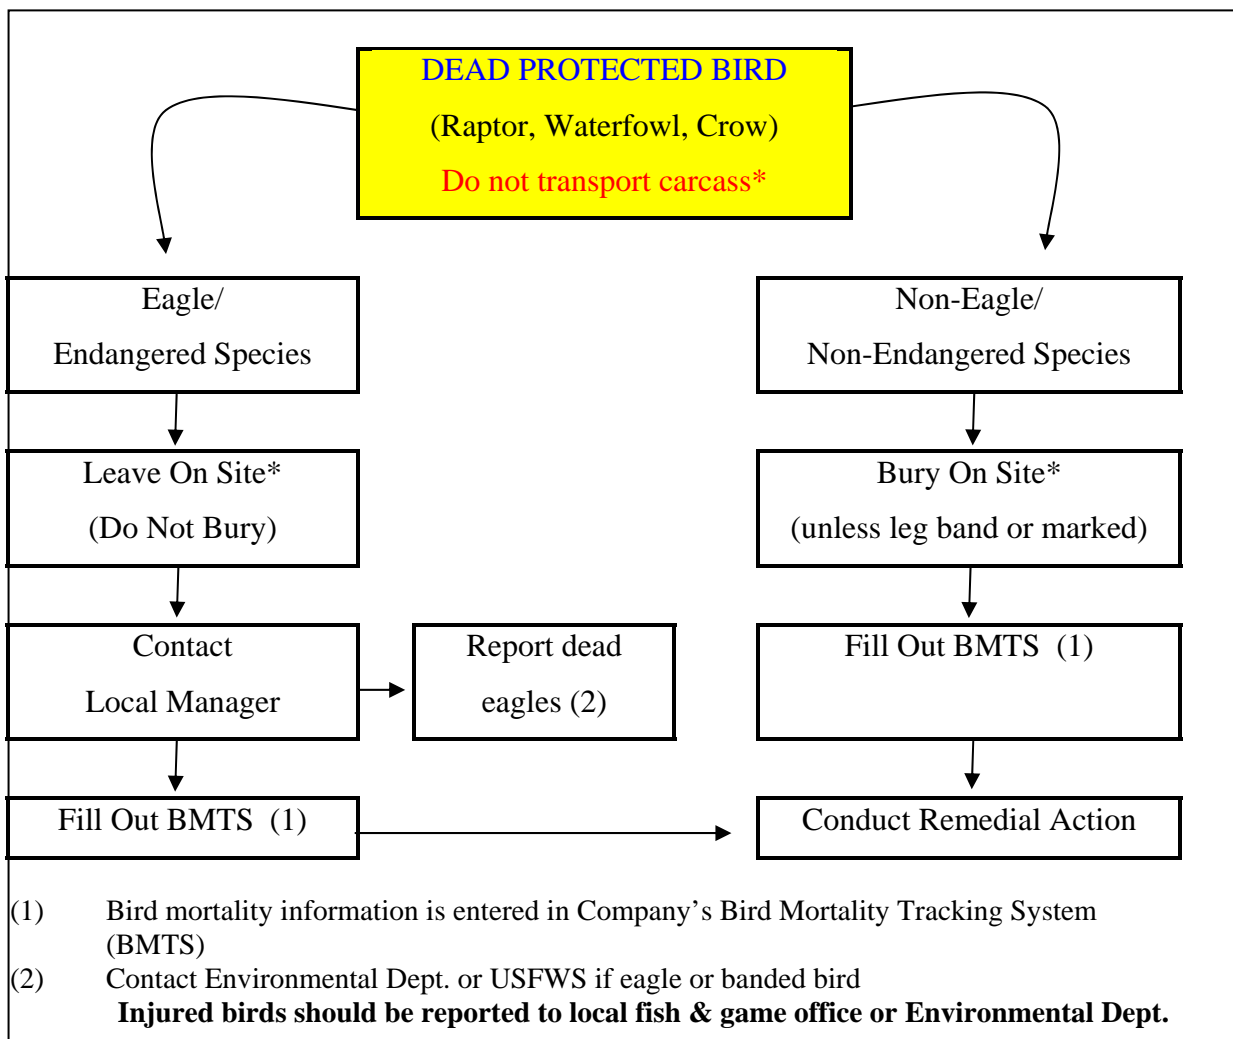 DEAD PROTECTED BIRD
(Raptor, Waterfowl, Crow)
Do not transport carcass*
Eagle/
Endangered Species
Non-Eagle/
Non-Endangered Species
Leave On Site*
(Do Not Bury)
Bury On Site*
(unless leg band or marked)
Contact
Local Manager
Report dead
eagles (2)
Fill Out BMTS (1)
Fill Out BMTS (1)
Conduct Remedial Action
(1) Bird mortality information is entered in Company’s Bird Mortality Tracking System
(BMTS)
(2) Contact Environmental Dept. or USFWS if eagle or banded bird
Injured birds should be reported to local fish & game office or Environmental Dept.